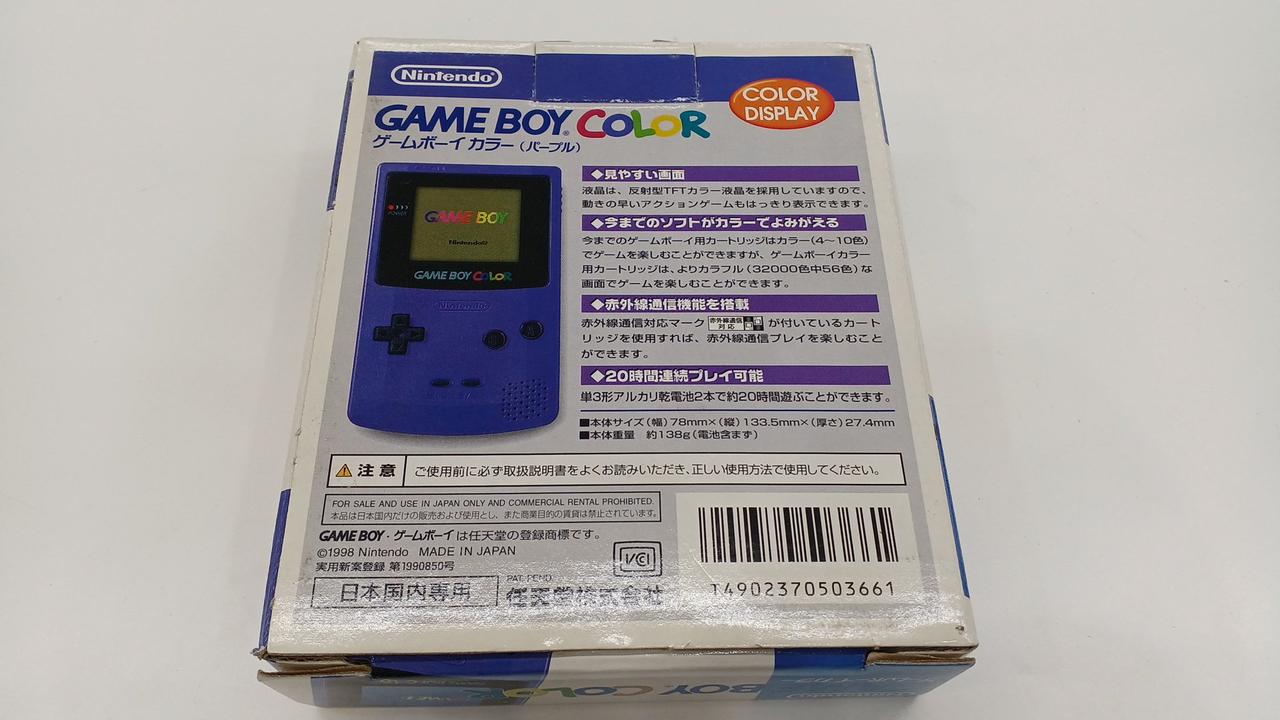 Nintendo
GAME BOY COLOR
COLOR
DISPLAY
ゲームボーイ カラー（パープル）
POWER
GAME BOY
Nintendo®
GAME BOY COLOR
Nintendo
◆見やすい画面
液晶は、反射型TFTカラー液晶を採用していますので、
動きの早いアクションゲームもはっきり表示できます。
◆今までのソフトがカラーでよみがえる
今までのゲームボーイ用カートリッジはカラー（4〜10色）
でゲームを楽しむことができますが、ゲームボーイカラー
用カートリッジは、よりカラフル（32000色中56色）な
画面でゲームを楽しむことができます。
◆赤外線通信機能を搭載
赤外線通信対応マーク 赤外線通信 対応 が付いているカート
リッジを使用すれば、赤外線通信プレイを楽しむこと
ができます。
◆20時間連続プレイ可能
単3形アルカリ乾電池2本で約20時間遊ぶことができます。
■本体サイズ（幅）78mm×（縦）133.5mm×（厚さ）27.4mm
■本体重量 約138g（電池含まず）
注意 ご使用前に必ず取扱説明書をよくお読みいただき、正しい使用方法で使用してください。
FOR SALE AND USE IN JAPAN ONLY AND COMMERCIAL RENTAL PROHIBITED.
本品は日本国内だけの販売および使用とし、また商業目的の賃貸は禁止されています。
GAME BOY・ゲームボーイは任天堂の登録商標です。
©1998 Nintendo MADE IN JAPAN
実用新案登録 第1990850号
VCI
日本国内専用
PAT. PEND.
任天堂株式会社
T4902370503661
GAME BOY COLOR
ゲームボーイカラー
Nintendo